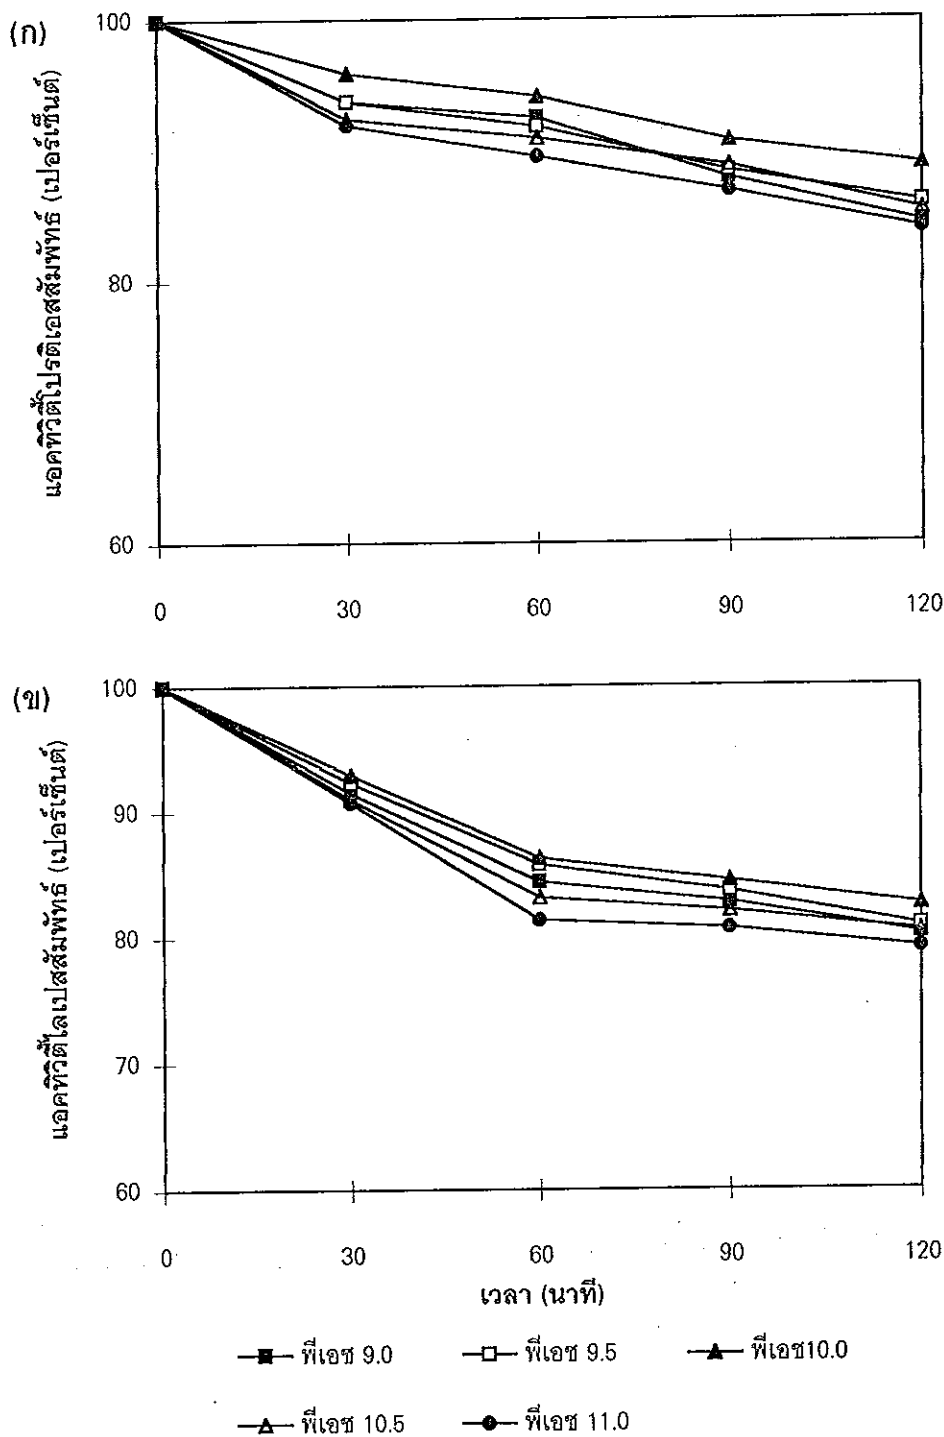 (ก)
แอคทิวิตี้โปรติเอสสัมพัทธ์ (เปอร์เซ็นต์)
100
80
60
0 30 60 90 120
(ข)
แอคทิวิตี้ไลเปสสัมพัทธ์ (เปอร์เซ็นต์)
100
90
80
70
60
0 30 60 90 120
เวลา (นาที)
พีเอช 9.0 พีเอช 9.5 พีเอช10.0
พีเอช 10.5 พีเอช 11.0